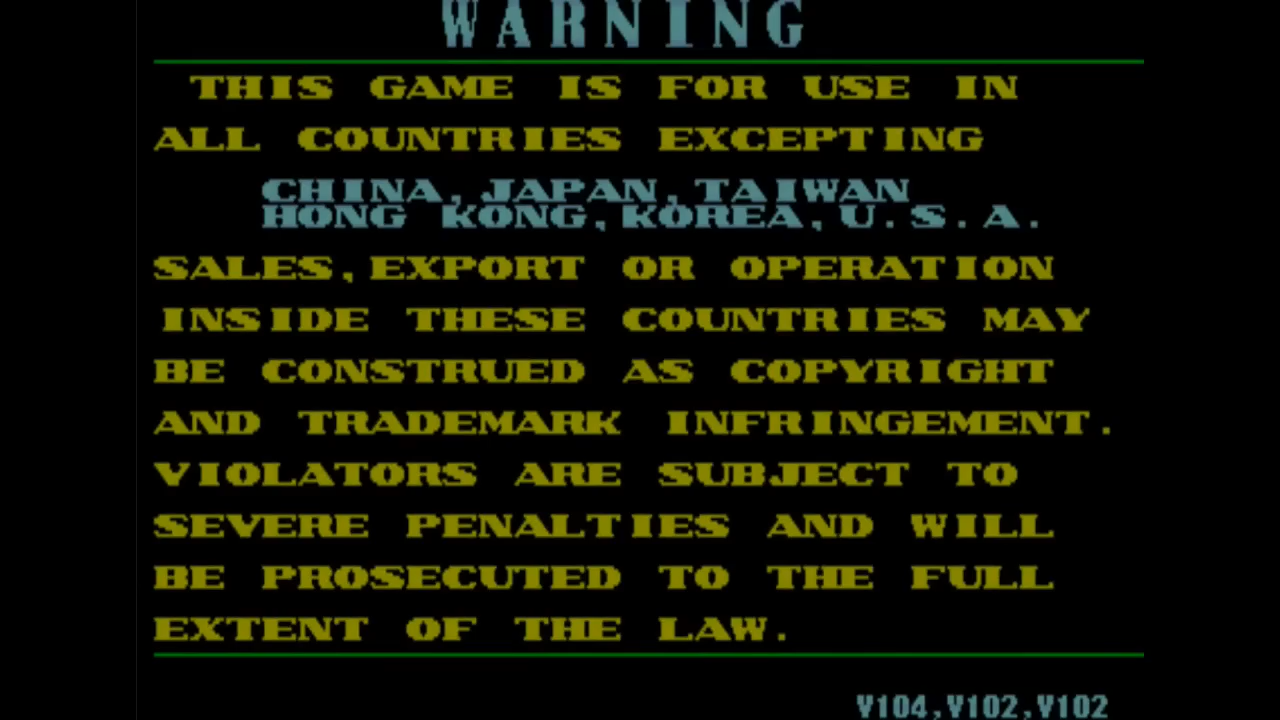 WARNING
THIS GAME IS FOR USE IN
ALL COUNTRIES EXCEPTING
CHINA, JAPAN, TAIWAN
HONG KONG, KOREA, U.S.A.
SALES, EXPORT OR OPERATION
INSIDE THESE COUNTRIES MAY
BE CONSTRUED AS COPYRIGHT
AND TRADEMARK INFRINGEMENT.
VIOLATORS ARE SUBJECT TO
SEVERE PENALTIES AND WILL
BE PROSECUTED TO THE FULL
EXTENT OF THE LAW.
V104,V102,V102